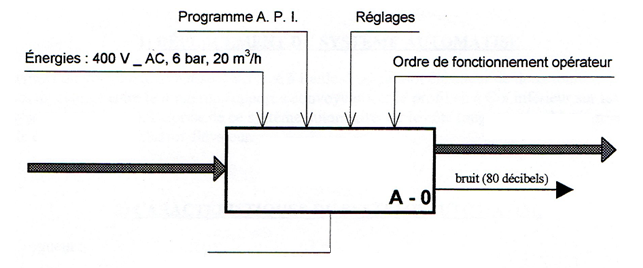 Programme A. P. I.
Réglages
Énergies : 400 V _ AC, 6 bar, 20 m³/h
Ordre de fonctionnement opérateur
bruit (80 décibels)
A - 0